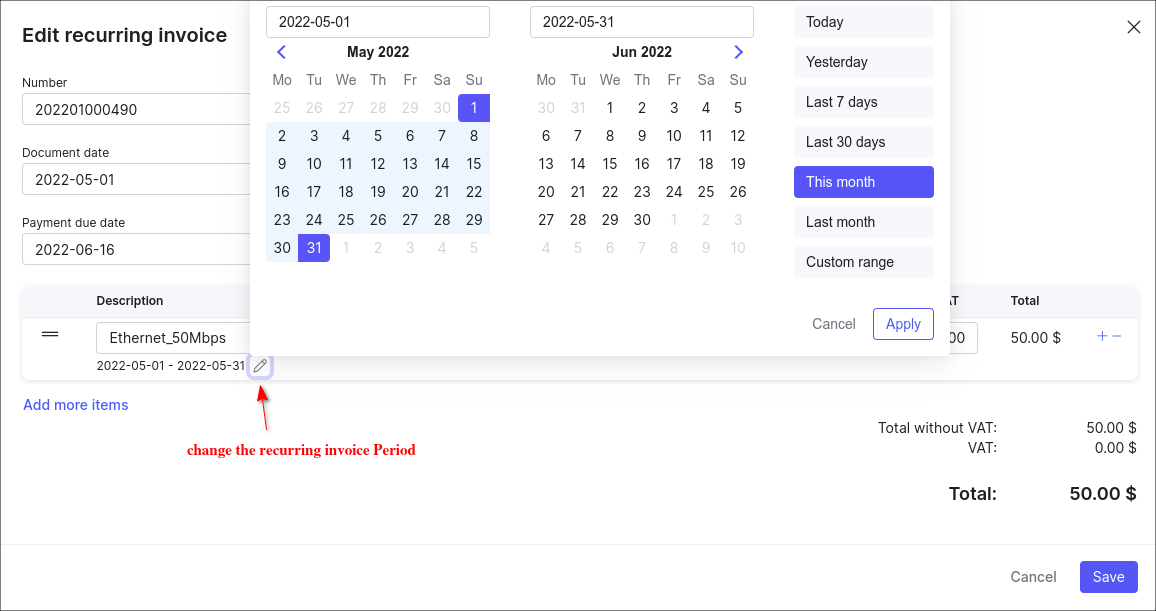 Edit recurring invoice
Number
202201000490
Document date
2022-05-01
Payment due date
2022-06-16
2022-05-01
2022-05-31
May 2022
Jun 2022
Mo Tu We Th Fr Sa Su
25 26 27 28 29 30 1
2 3 4 5 6 7 8
9 10 11 12 13 14 15
16 17 18 19 20 21 22
23 24 25 26 27 28 29
30 31 1 2 3 4 5
Mo Tu We Th Fr Sa Su
30 31 1 2 3 4 5
6 7 8 9 10 11 12
13 14 15 16 17 18 19
20 21 22 23 24 25 26
27 28 29 30 1 2 3
4 5 6 7 8 9 10
Today
Yesterday
Last 7 days
Last 30 days
This month
Last month
Custom range
Cancel Apply
Description AT Total
Ethernet_50Mbps 00 50.00 $ + −
2022-05-01 - 2022-05-31
Add more items
change the recurring invoice Period
Total without VAT: 50.00 $
VAT: 0.00 $
Total: 50.00 $
Cancel Save